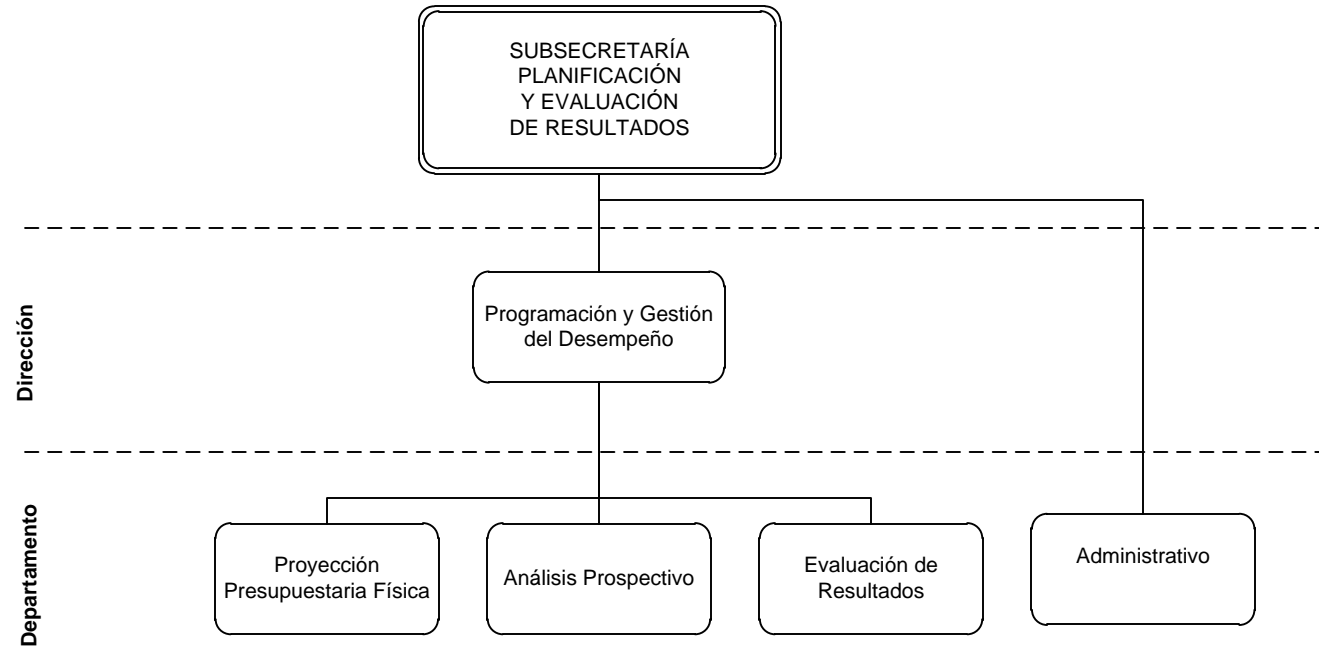 SUBSECRETARÍA
PLANIFICACIÓN
Y EVALUACIÓN
DE RESULTADOS
Dirección
Programación y Gestión
del Desempeño
Departamento
Proyección
Presupuestaria Física
Análisis Prospectivo
Evaluación de
Resultados
Administrativo